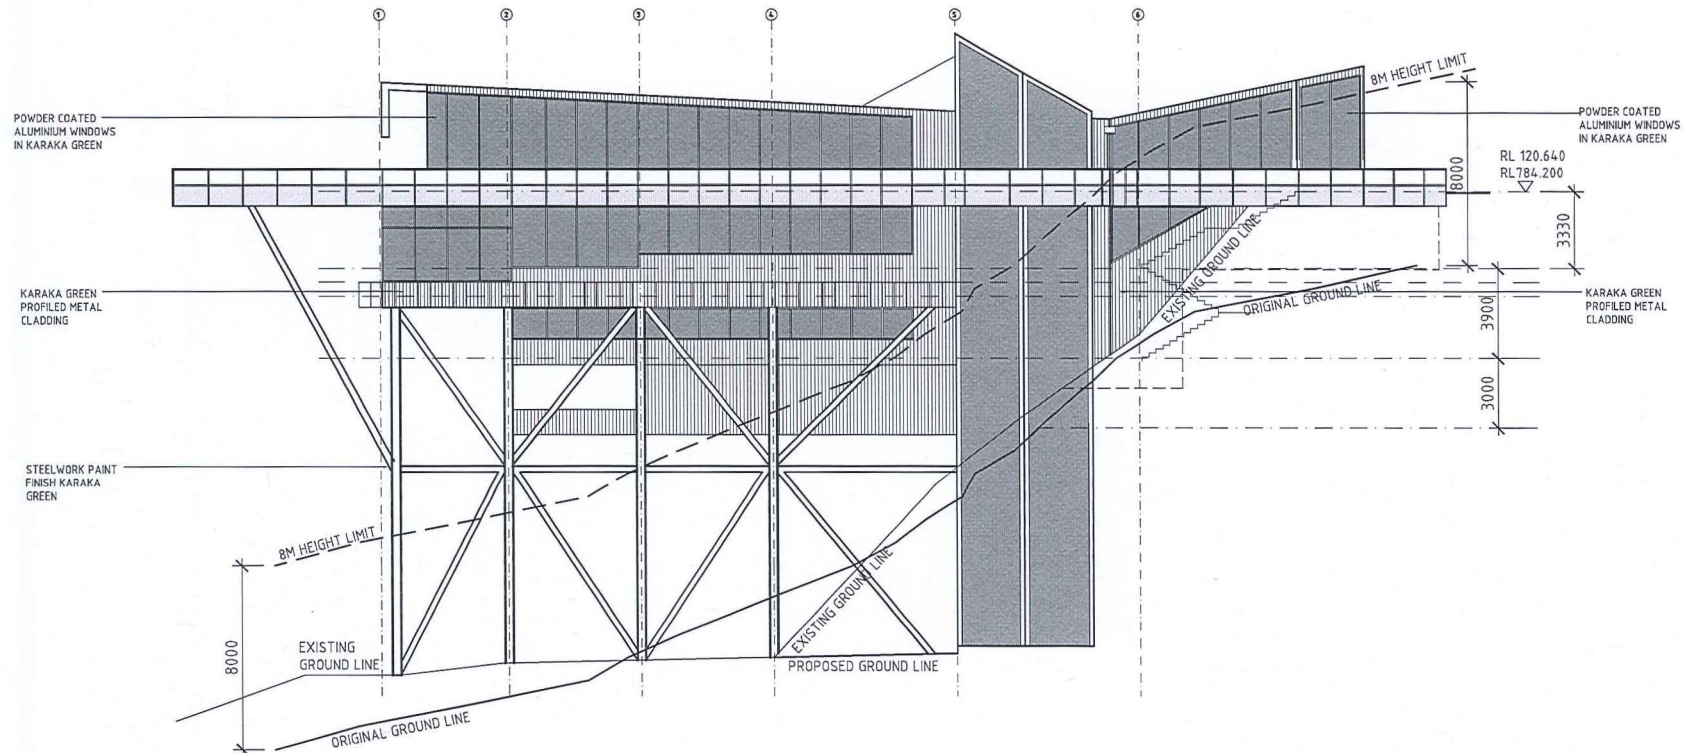 1
2
3
4
5
6
8M HEIGHT LIMIT
POWDER COATED
ALUMINIUM WINDOWS
IN KARAKA GREEN
POWDER COATED
ALUMINIUM WINDOWS
IN KARAKA GREEN
RL 120.640
RL784.200
8000
3330
EXISTING GROUND LINE
ORIGINAL GROUND LINE
KARAKA GREEN
PROFILED METAL
CLADDING
KARAKA GREEN
PROFILED METAL
CLADDING
3900
3000
STEELWORK PAINT
FINISH KARAKA
GREEN
8M HEIGHT LIMIT
EXISTING GROUND LINE
8000
EXISTING
GROUND LINE
PROPOSED GROUND LINE
ORIGINAL GROUND LINE